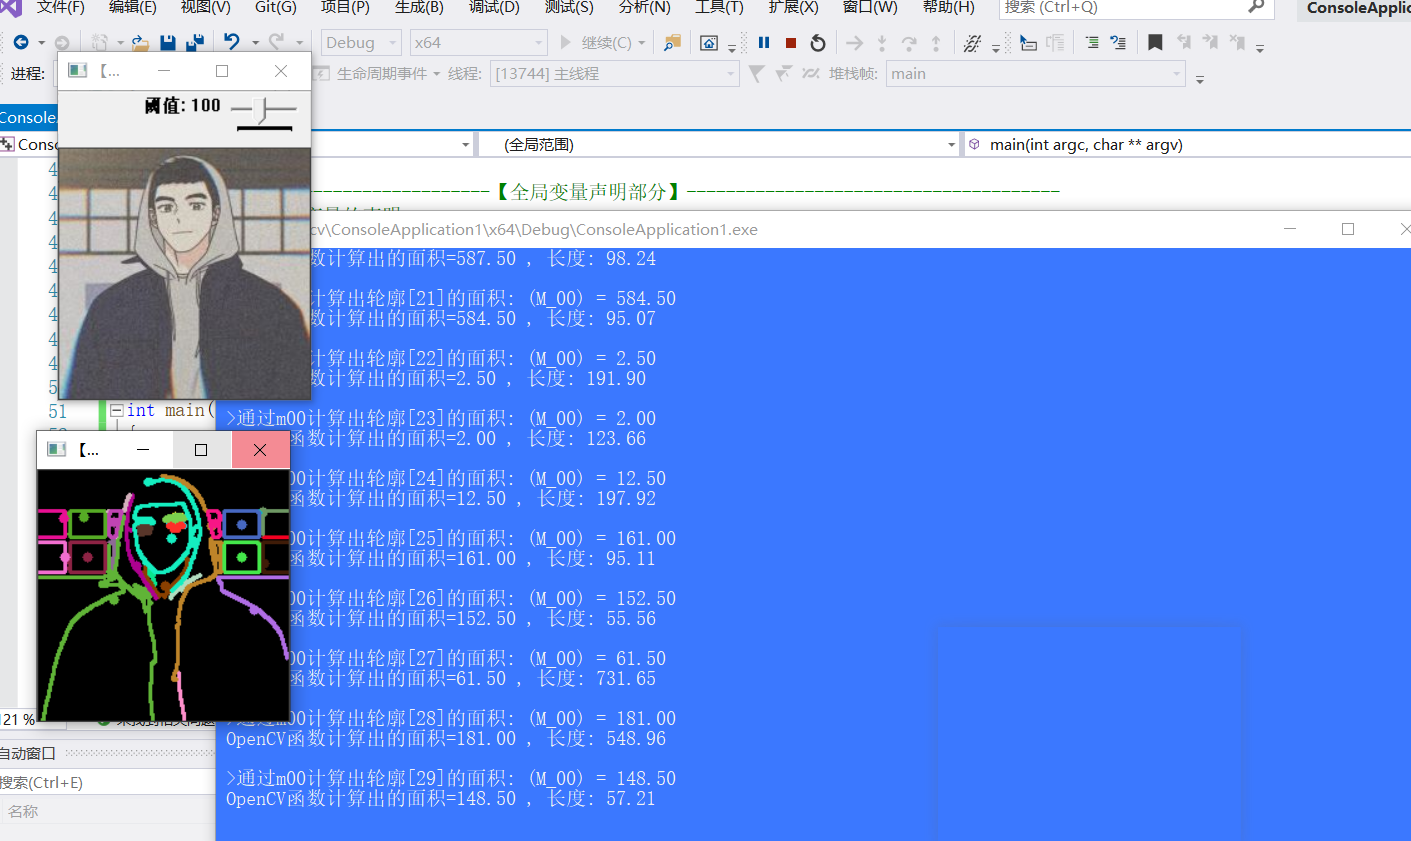 文件(F) 编辑(E) 视图(V) Git(G) 项目(P) 生成(B) 调试(D) 测试(S) 分析(N) 工具(T) 扩展(X) 窗口(W) 帮助(H) 搜索 (Ctrl+Q) ConsoleApplic
Debug x64 继续(C)
进程: 生命周期事件 线程: [13744] 主线程 堆栈帧: main
【...
阈值: 100
Console
Conso (全局范围) main(int argc, char ** argv)
-----------------【全局变量声明部分】--------------------------------------
cv\ConsoleApplication1\x64\Debug\ConsoleApplication1.exe
数计算出的面积=587.50 , 长度: 98.24
计算出轮廓[21]的面积: (M_00) = 584.50
数计算出的面积=584.50 , 长度: 95.07
计算出轮廓[22]的面积: (M_00) = 2.50
数计算出的面积=2.50 , 长度: 191.90
51 int main(
>通过m00计算出轮廓[23]的面积: (M_00) = 2.00
函数计算出的面积=2.00 , 长度: 123.66
【...
00计算出轮廓[24]的面积: (M_00) = 12.50
函数计算出的面积=12.50 , 长度: 197.92
00计算出轮廓[25]的面积: (M_00) = 161.00
函数计算出的面积=161.00 , 长度: 95.11
00计算出轮廓[26]的面积: (M_00) = 152.50
函数计算出的面积=152.50 , 长度: 55.56
00计算出轮廓[27]的面积: (M_00) = 61.50
函数计算出的面积=61.50 , 长度: 731.65
>通过m00计算出轮廓[28]的面积: (M_00) = 181.00
OpenCV函数计算出的面积=181.00 , 长度: 548.96
>通过m00计算出轮廓[29]的面积: (M_00) = 148.50
OpenCV函数计算出的面积=148.50 , 长度: 57.21
121 %
自动窗口
搜索(Ctrl+E)
名称